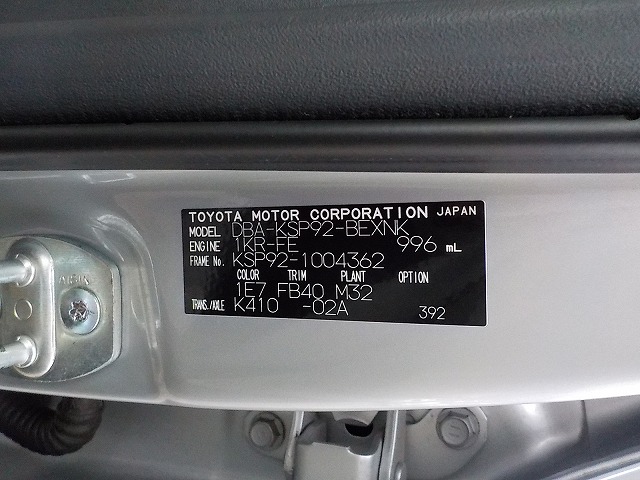 TOYOTA MOTOR CORPORATION JAPAN
MODEL DBA-KSP92-BEXNK
ENGINE 1KR-FE 996 mL
FRAME No. KSP92-1004362
COLOR TRIM PLANT OPTION
1E7 FB40 M32
TRANS./AXLE K410 -02A 392
AISIN